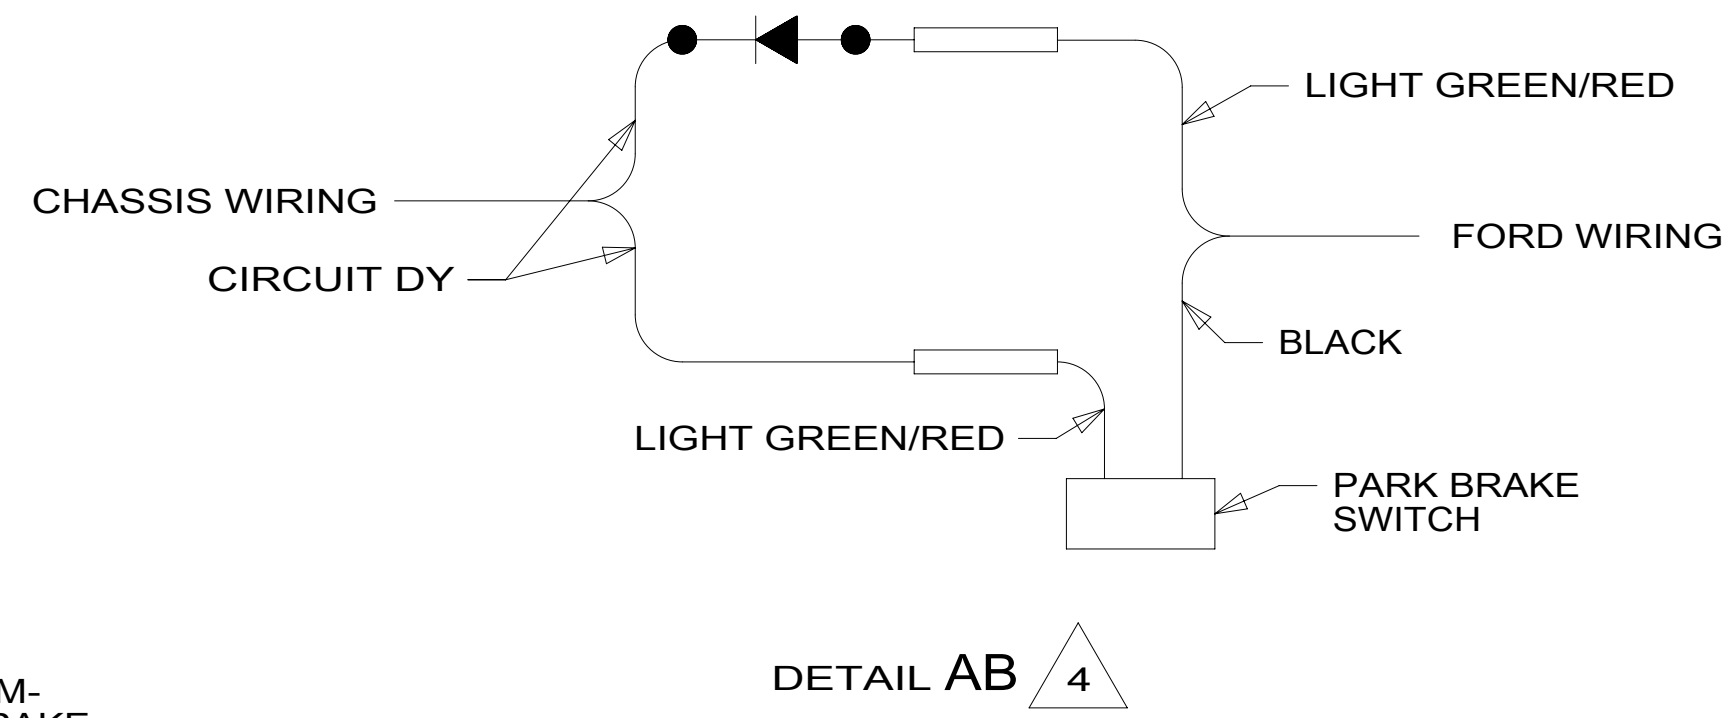 LIGHT GREEN/RED
CHASSIS WIRING
FORD WIRING
CIRCUIT DY
BLACK
LIGHT GREEN/RED
PARK BRAKE
SWITCH
DETAIL AB
4